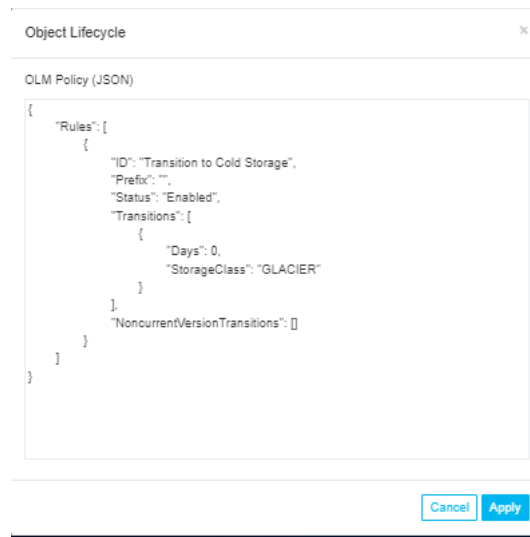 Object Lifecycle
×
OLM Policy (JSON)
{
"Rules": [
{
"ID": "Transition to Cold Storage",
"Prefix": "",
"Status": "Enabled",
"Transitions": [
{
"Days": 0,
"StorageClass": "GLACIER"
}
],
"NoncurrentVersionTransitions": []
}
]
}
Cancel Apply